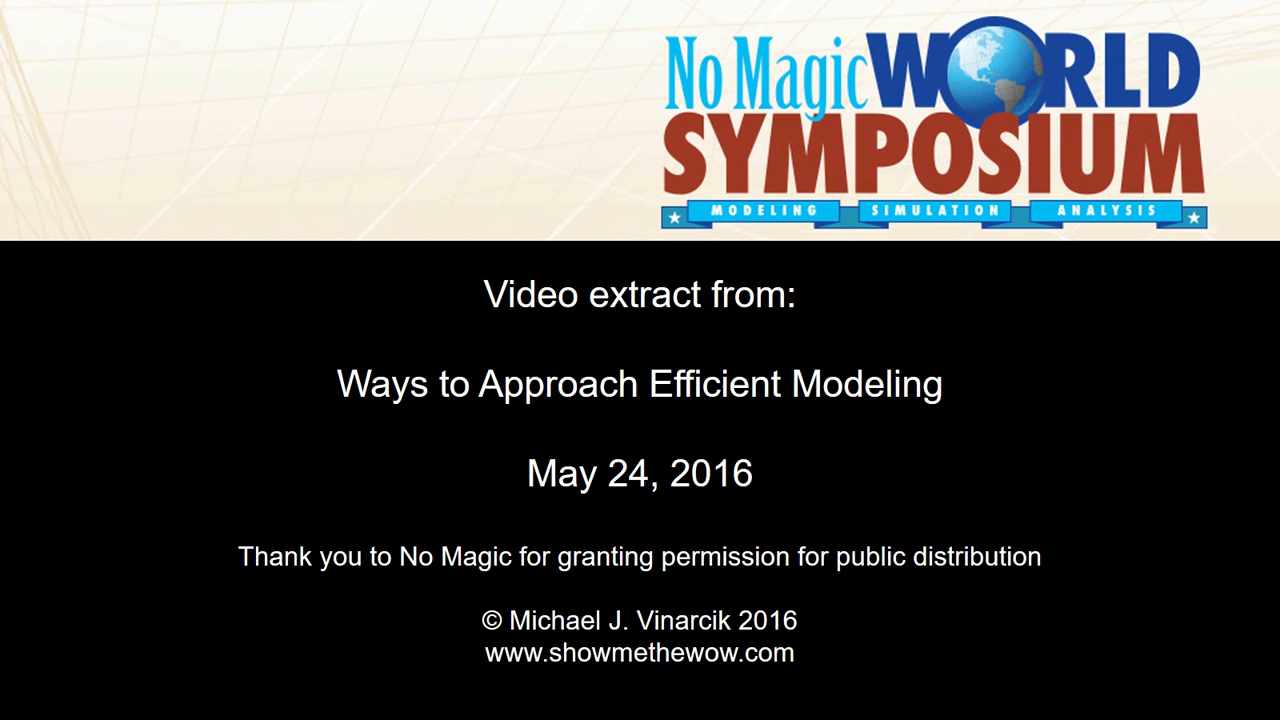 No Magic WORLD
SYMPOSIUM
MODELING SIMULATION ANALYSIS
Video extract from:
Ways to Approach Efficient Modeling
May 24, 2016
Thank you to No Magic for granting permission for public distribution
© Michael J. Vinarcik 2016
www.showmethewow.com